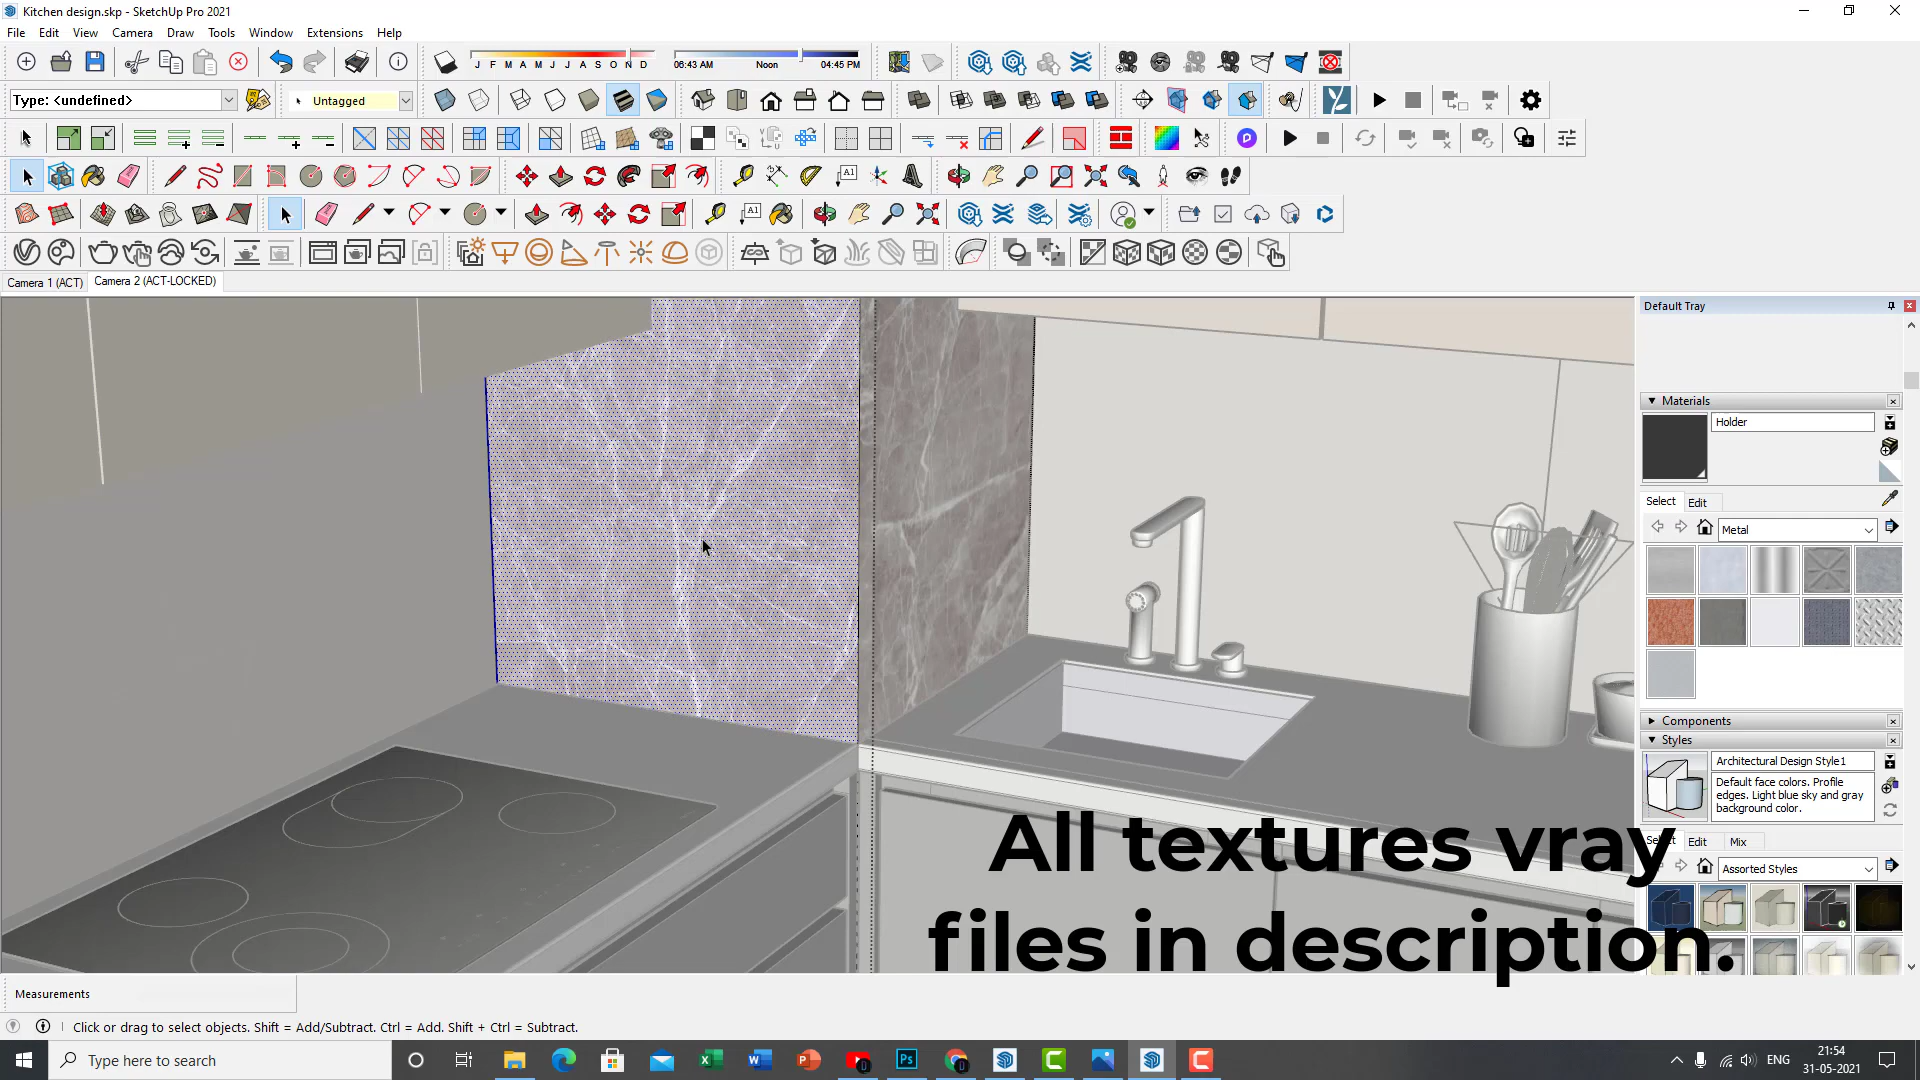 Kitchen design.skp - SketchUp Pro 2021
File Edit View Camera Draw Tools Window Extensions Help
J F M A M J J A S O N D 06:43 AM Noon 04:45 PM
Type: <undefined> Untagged
Camera 1 (ACT) Camera 2 (ACT-LOCKED)
Default Tray
Materials
Holder
Select Edit
Metal
Components
Styles
Architectural Design Style1
Default face colors. Profile
edges. Light blue sky and gray
background color.
Select Edit Mix
Assorted Styles
All textures vray
files in description.
Measurements
Click or drag to select objects. Shift = Add/Subtract. Ctrl = Add. Shift + Ctrl = Subtract.
Type here to search
ENG
21:54
31-05-2021